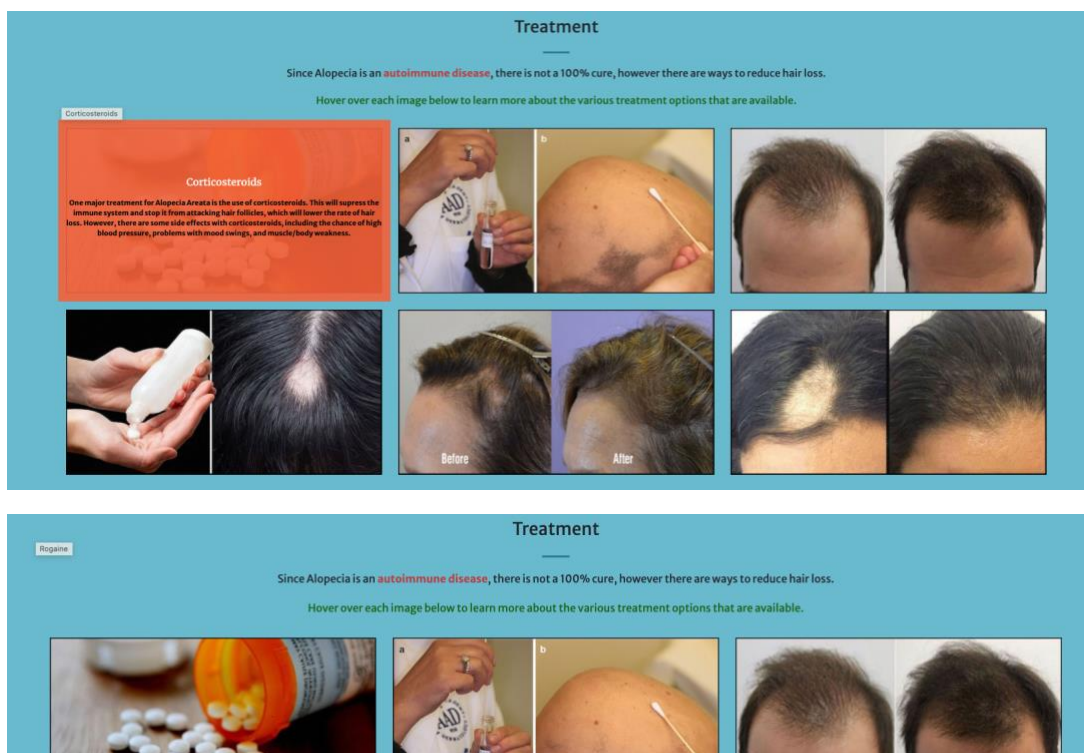 Treatment
Since Alopecia is an autoimmune disease, there is not a 100% cure, however there are ways to reduce hair loss.
Hover over each image below to learn more about the various treatment options that are available.
Corticosteroids
Corticosteroids
One major treatment for Alopecia Areata is the use of corticosteroids. This will supress the
immune system and stop it from attacking hair follicles, which will lower the rate of hair
loss. However, there are some side effects with corticosteroids, including the chance of high
blood pressure, problems with mood swings, and muscle/body weakness.
a
b
AAD
Before
After
Treatment
Rogaine
Since Alopecia is an autoimmune disease, there is not a 100% cure, however there are ways to reduce hair loss.
Hover over each image below to learn more about the various treatment options that are available.
a
b
AAD